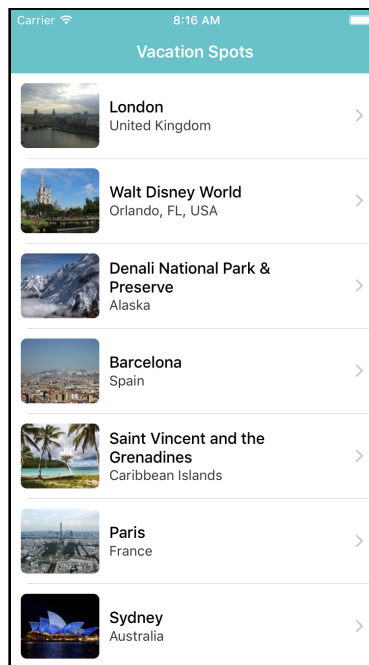 Carrier 8:16 AM
Vacation Spots
London
United Kingdom
Walt Disney World
Orlando, FL, USA
Denali National Park &
Preserve
Alaska
Barcelona
Spain
Saint Vincent and the
Grenadines
Caribbean Islands
Paris
France
Sydney
Australia